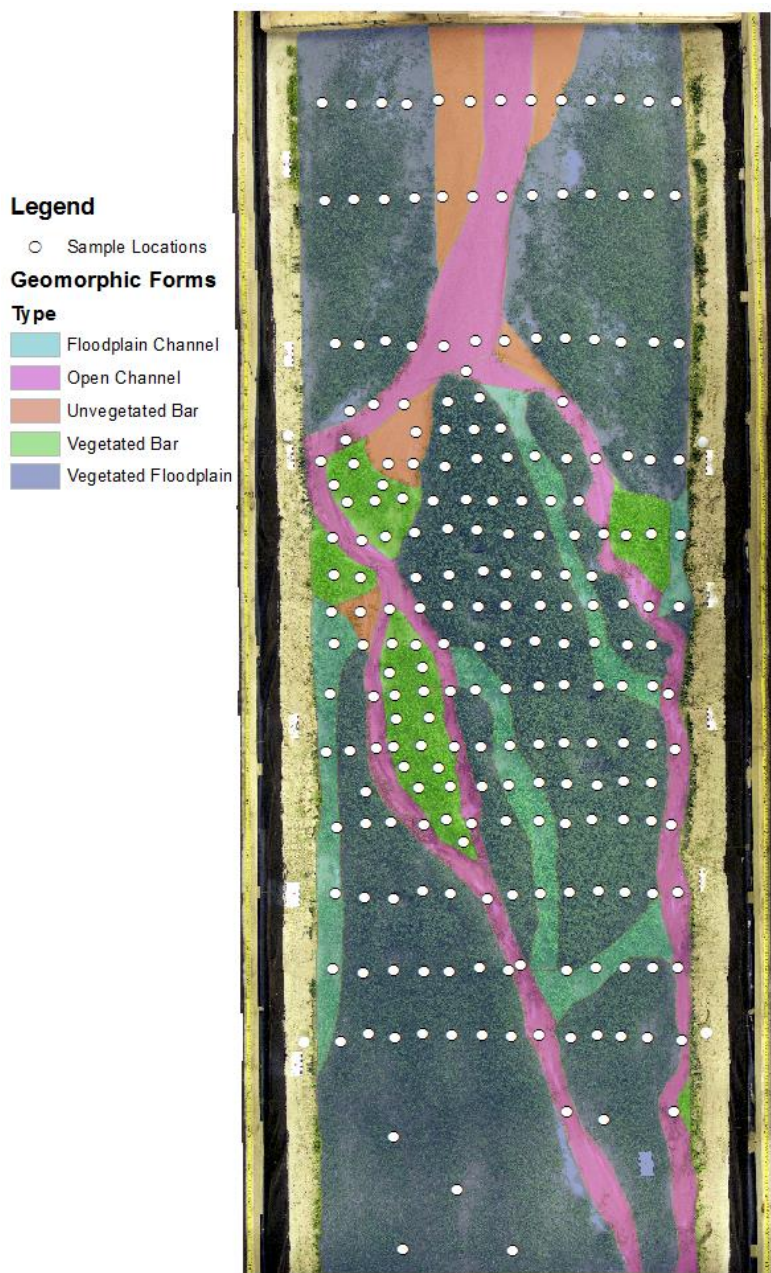 Legend
Sample Locations
Geomorphic Forms
Type
Floodplain Channel
Open Channel
Unvegetated Bar
Vegetated Bar
Vegetated Floodplain